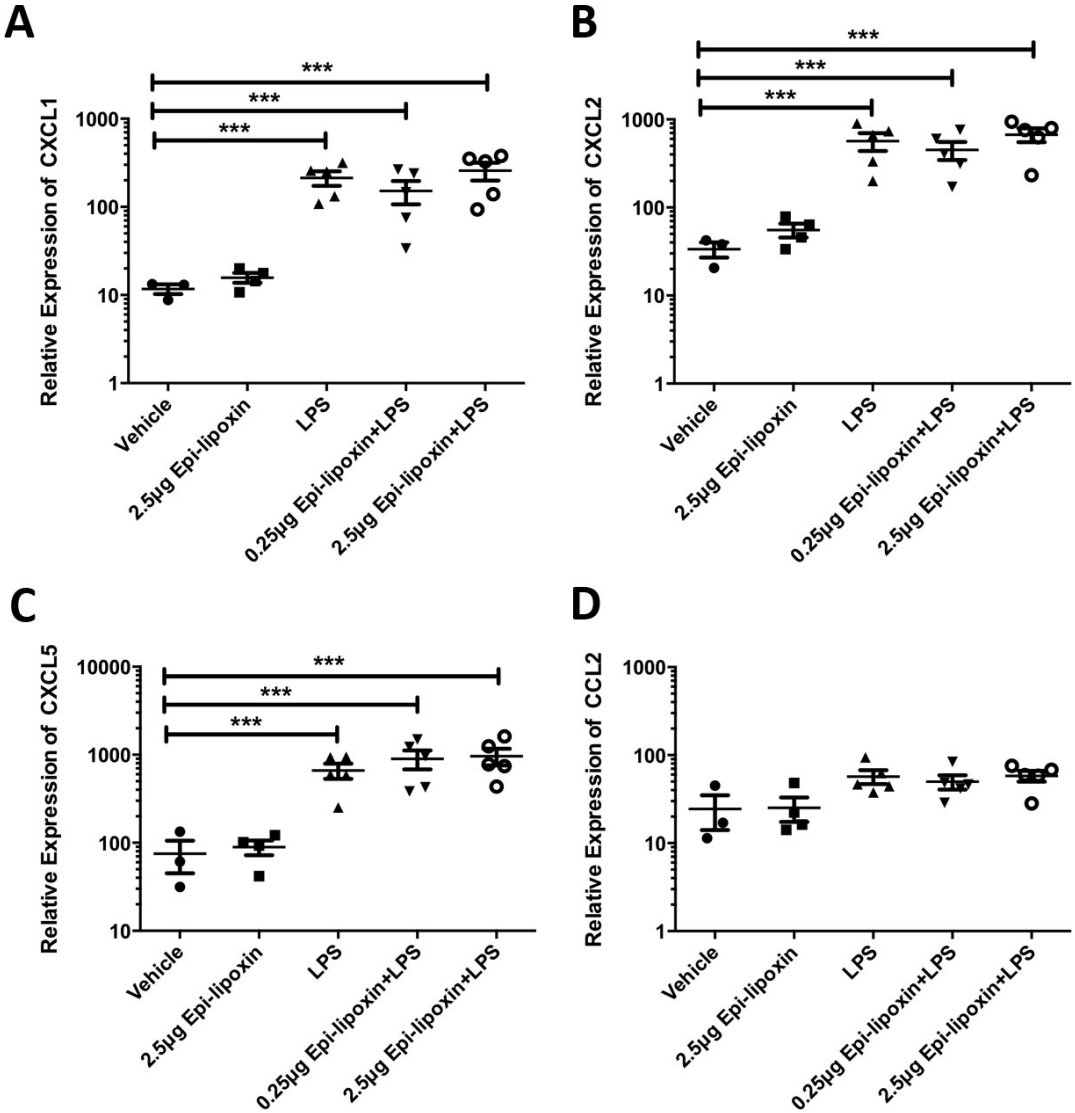 A
Relative Expression of CXCL1
***
***
***
1000
100
10
1
Vehicle
2.5µg Epi-lipoxin
LPS
0.25µg Epi-lipoxin+LPS
2.5µg Epi-lipoxin+LPS
B
Relative Expression of CXCL2
***
***
***
1000
100
10
1
Vehicle
2.5µg Epi-lipoxin
LPS
0.25µg Epi-lipoxin+LPS
2.5µg Epi-lipoxin+LPS
C
Relative Expression of CXCL5
***
***
***
10000
1000
100
10
Vehicle
2.5µg Epi-lipoxin
LPS
0.25µg Epi-lipoxin+LPS
2.5µg Epi-lipoxin+LPS
D
Relative Expression of CCL2
1000
100
10
1
Vehicle
2.5µg Epi-lipoxin
LPS
0.25µg Epi-lipoxin+LPS
2.5µg Epi-lipoxin+LPS